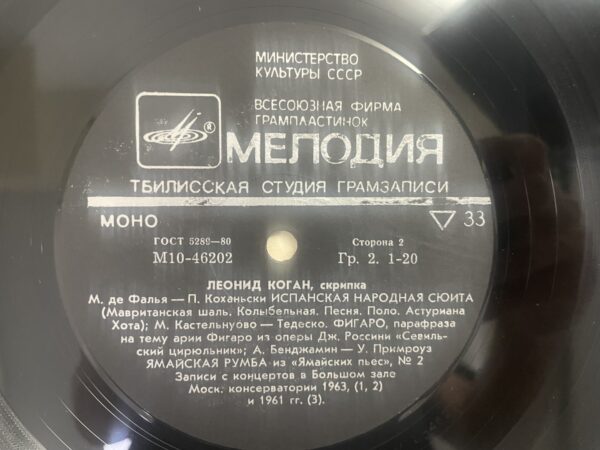 МИНИСТЕРСТВО
КУЛЬТУРЫ СССР
ВСЕСОЮЗНАЯ ФИРМА
ГРАМПЛАСТИНОК
®
МЕЛОДИЯ
ТБИЛИССКАЯ СТУДИЯ ГРАМЗАПИСИ
МОНО
33
ГОСТ 5289—80
Сторона 2
М10-46202
Гр. 2. 1-20
ЛЕОНИД КОГАН, скрипка
М. де Фалья — П. Коханьски ИСПАНСКАЯ НАРОДНАЯ СЮИТА
(Мавританская шаль. Колыбельная. Песня. Поло. Астуриана
Хота); М. Кастельнуово — Тедеско. ФИГАРО, парафраза
на тему арии Фигаро из оперы Дж. Россини «Севиль-
ский цирюльник»; А. Бенджамин — У. Примроуз
ЯМАЙСКАЯ РУМБА из «Ямайских пьес», № 2
Записи с концертов в Большом зале
Моск. консерватории 1963, (1, 2)
и 1961 гг. (3).